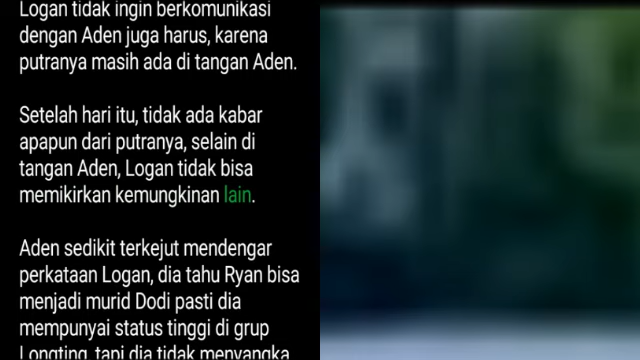 Logan tidak ingin berkomunikasi
dengan Aden juga harus, karena
putranya masih ada di tangan Aden.
Setelah hari itu, tidak ada kabar
apapun dari putranya, selain di
tangan Aden, Logan tidak bisa
memikirkan kemungkinan lain.
Aden sedikit terkejut mendengar
perkataan Logan, dia tahu Ryan bisa
menjadi murid Dodi pasti dia
mempunyai status tinggi di grup
Longting, tapi dia tidak menyangka